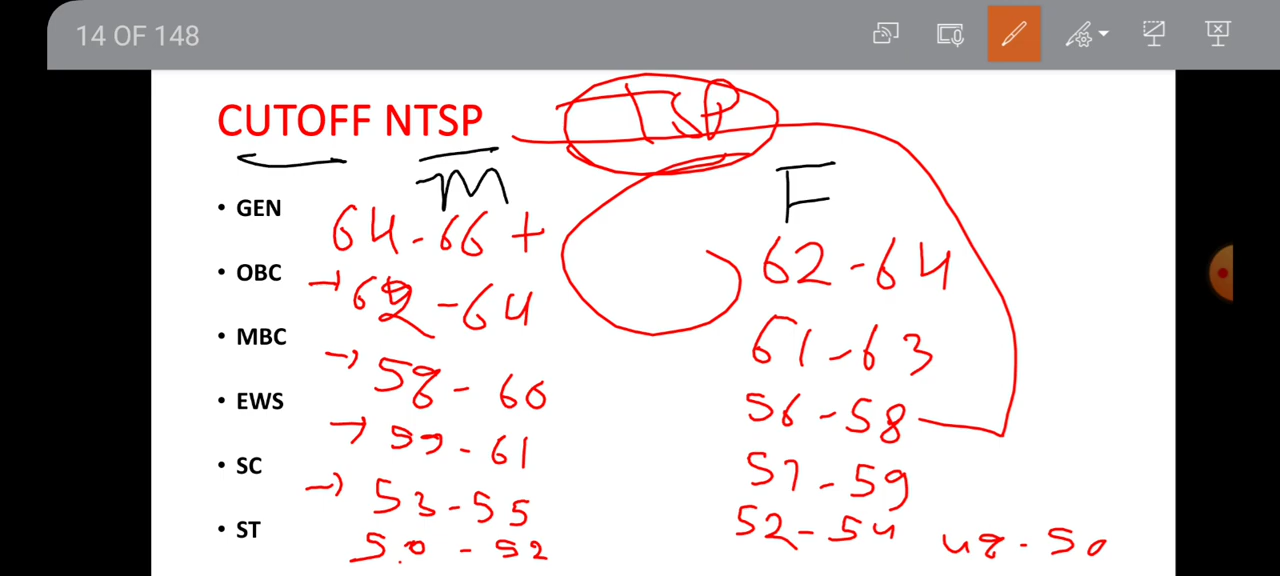 14 OF 148
CUTOFF NTSP TSP
M F
GEN 64-66+ 62-64
OBC 62-64 61-63
MBC 58-60 56-58
EWS 59-61 57-59
SC 53-55 52-54
ST 50-52 48-50